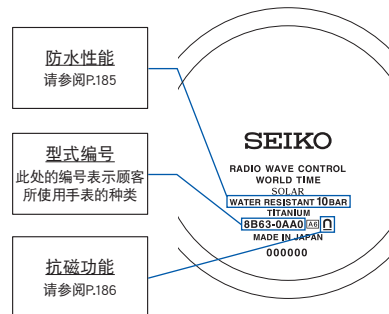 防水性能
请参阅P.185
型式编号
此处的编号表示顾客
所使用手表的种类
抗磁功能
请参阅P.186
SEIKO
RADIO WAVE CONTROL
WORLD TIME
SOLAR
WATER RESISTANT 10BAR
TITANIUM
8B63-0AA0 A6
MADE IN JAPAN
000000